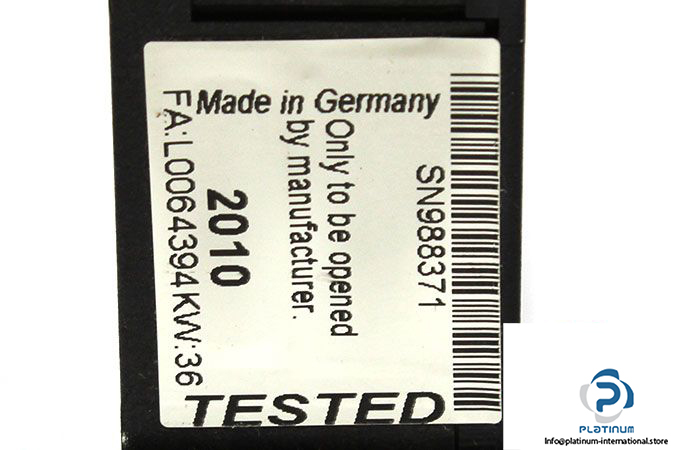 Made in Germany
SN988371
Only to be opened
by manufacturer.
2010
FA:L0064394KW:36
TESTED
PLATINUM
Info@platinum-international.store